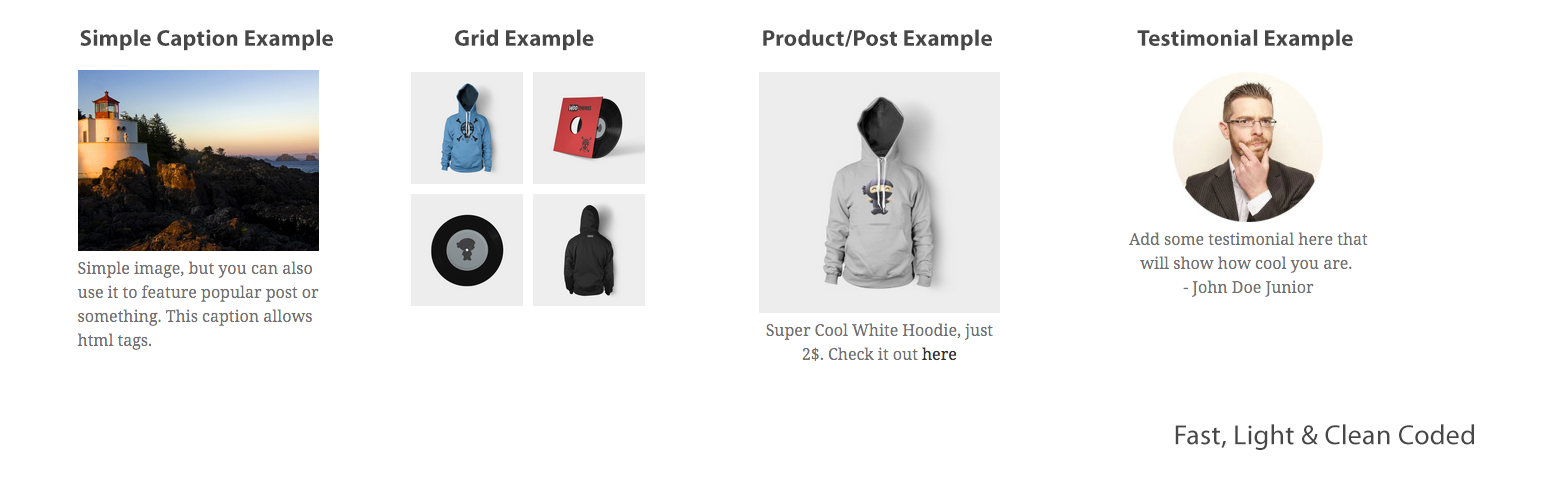 Simple Caption Example
Simple image, but you can also
use it to feature popular post or
something. This caption allows
html tags.
Grid Example
Product/Post Example
Super Cool White Hoodie, just
2$. Check it out here
Testimonial Example
Add some testimonial here that
will show how cool you are.
- John Doe Junior
Fast, Light & Clean Coded